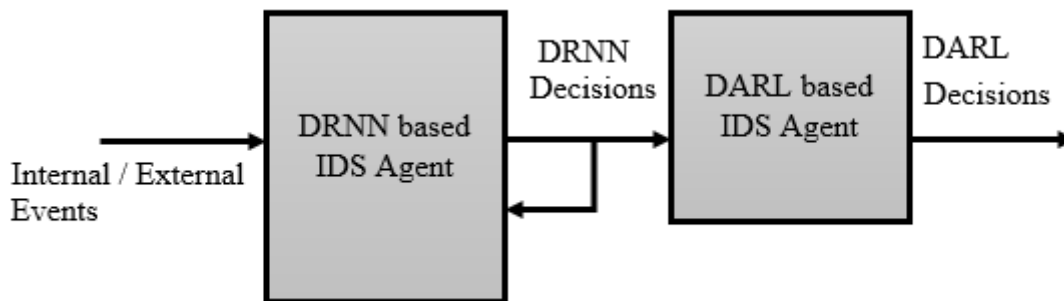 Internal / External
Events
DRNN based
IDS Agent
DRNN
Decisions
DARL based
IDS Agent
DARL
Decisions